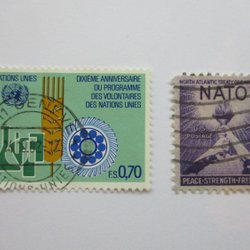 NATIONS UNIES
DIXIÈME ANNIVERSAIRE
DU PROGRAMME
DES VOLONTAIRES
DES NATIONS UNIES
F.S. 0,70
NORTH ATLANTIC TREATY
NATO
U.S. Postage
PEACE-STRENGTH-FRE